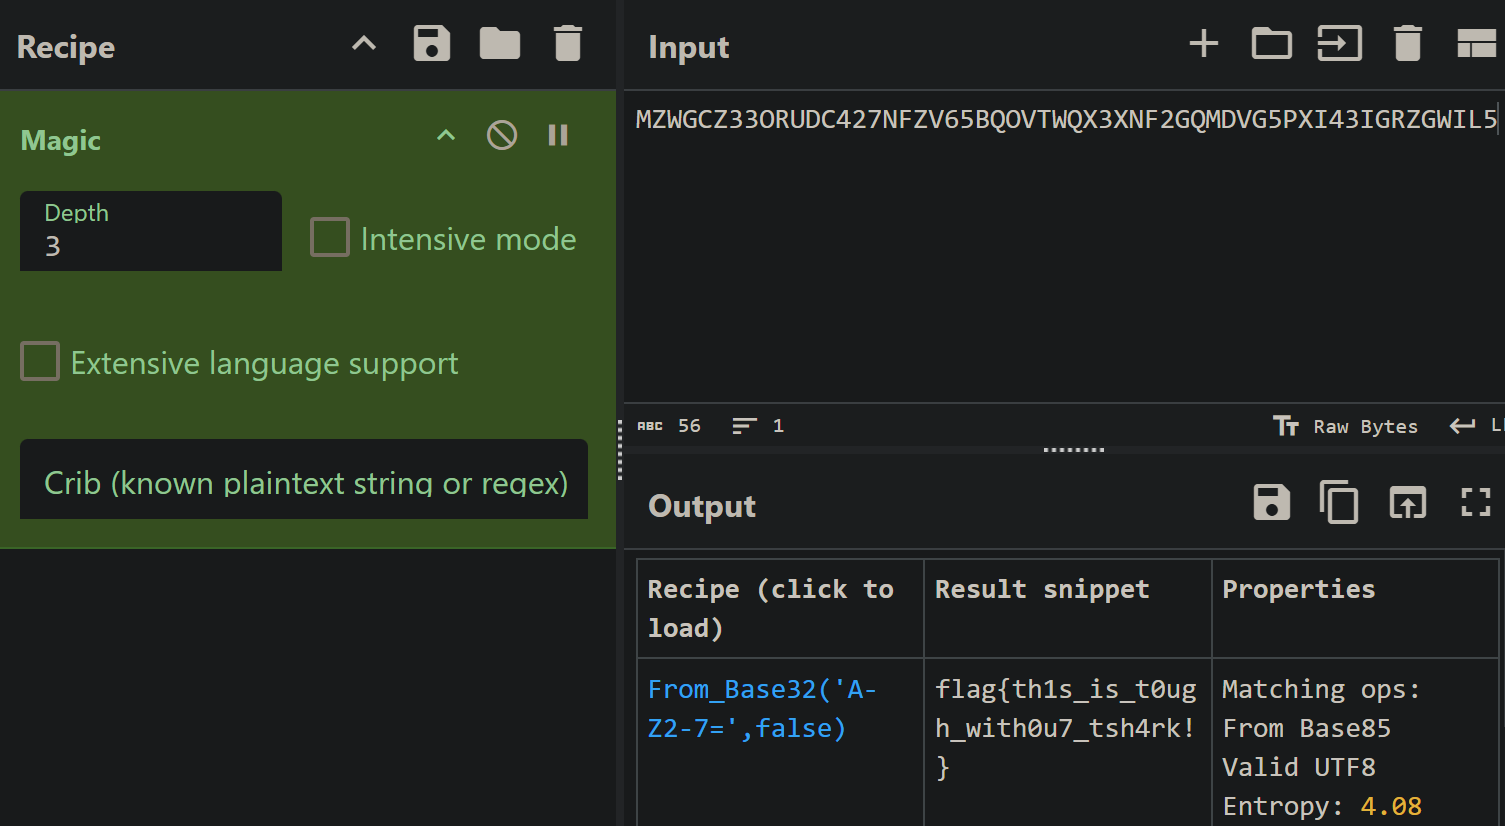 Recipe
Input
Magic
MZWGCZ33ORUDC427NFZV65BQOVTWQX3XNF2GQMDVG5PXI43IGRZGWIL5
Depth
3
Intensive mode
Extensive language support
Crib (known plaintext string or regex)
ABC 56
1
Raw Bytes
Output
Recipe (click to
load)
Result snippet
Properties
From_Base32('A-
Z2-7=',false)
flag{th1s_is_t0ug
h_with0u7_tsh4rk!
}
Matching ops:
From Base85
Valid UTF8
Entropy: 4.08